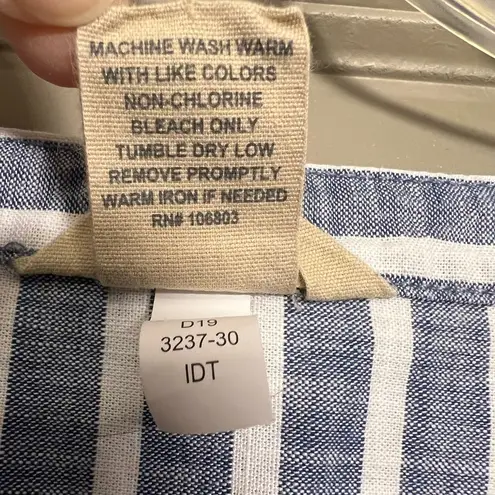 MACHINE WASH WARM
WITH LIKE COLORS
NON-CHLORINE
BLEACH ONLY
TUMBLE DRY LOW
REMOVE PROMPTLY
WARM IRON IF NEEDED
RN# 106803
D19
3237-30
IDT